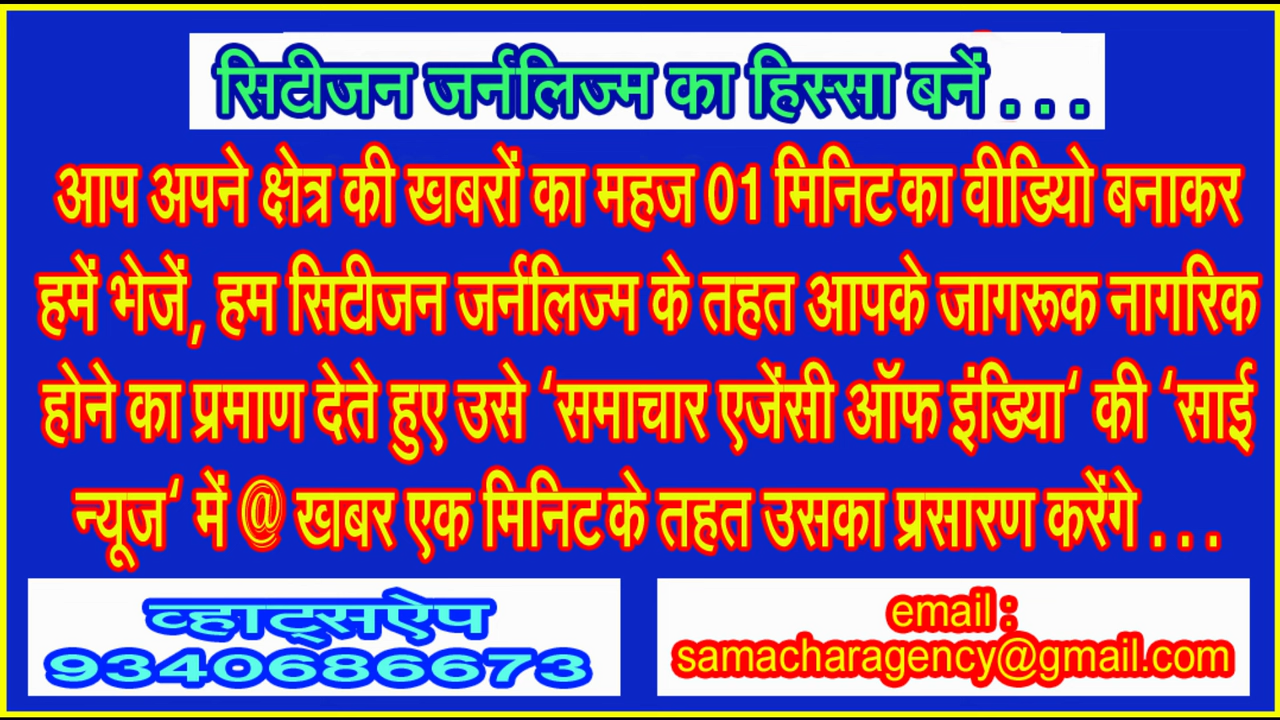 सिटीजन जर्नलिज्म का हिस्सा बनें . . .
आप अपने क्षेत्र की खबरों का महज 01 मिनिट का वीडियो बनाकर
हमें भेजें, हम सिटीजन जर्नलिज्म के तहत आपके जागरूक नागरिक
होने का प्रमाण देते हुए उसे ‘समाचार एजेंसी ऑफ इंडिया‘ की ‘साई
न्यूज‘ में @ खबर एक मिनिट के तहत उसका प्रसारण करेंगे . . .
व्हाट्सऐप
9340686673
email :
samacharagency@gmail.com